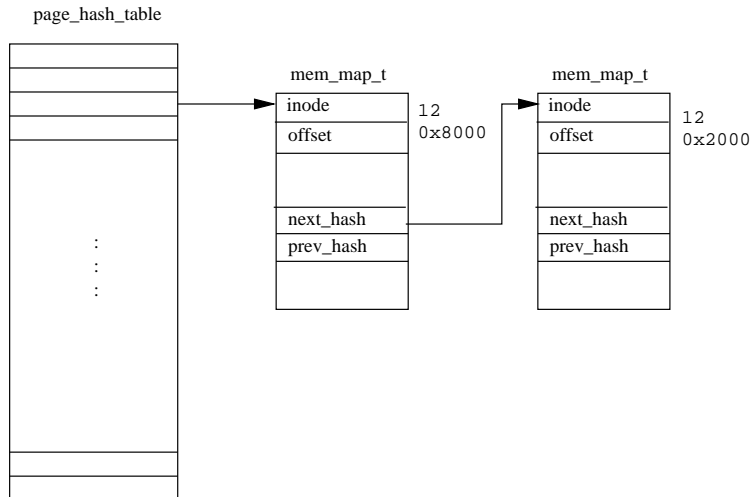 page_hash_table
mem_map_t
inode
offset
next_hash
prev_hash
12
0x8000
mem_map_t
inode
offset
next_hash
prev_hash
12
0x2000
:
:
: